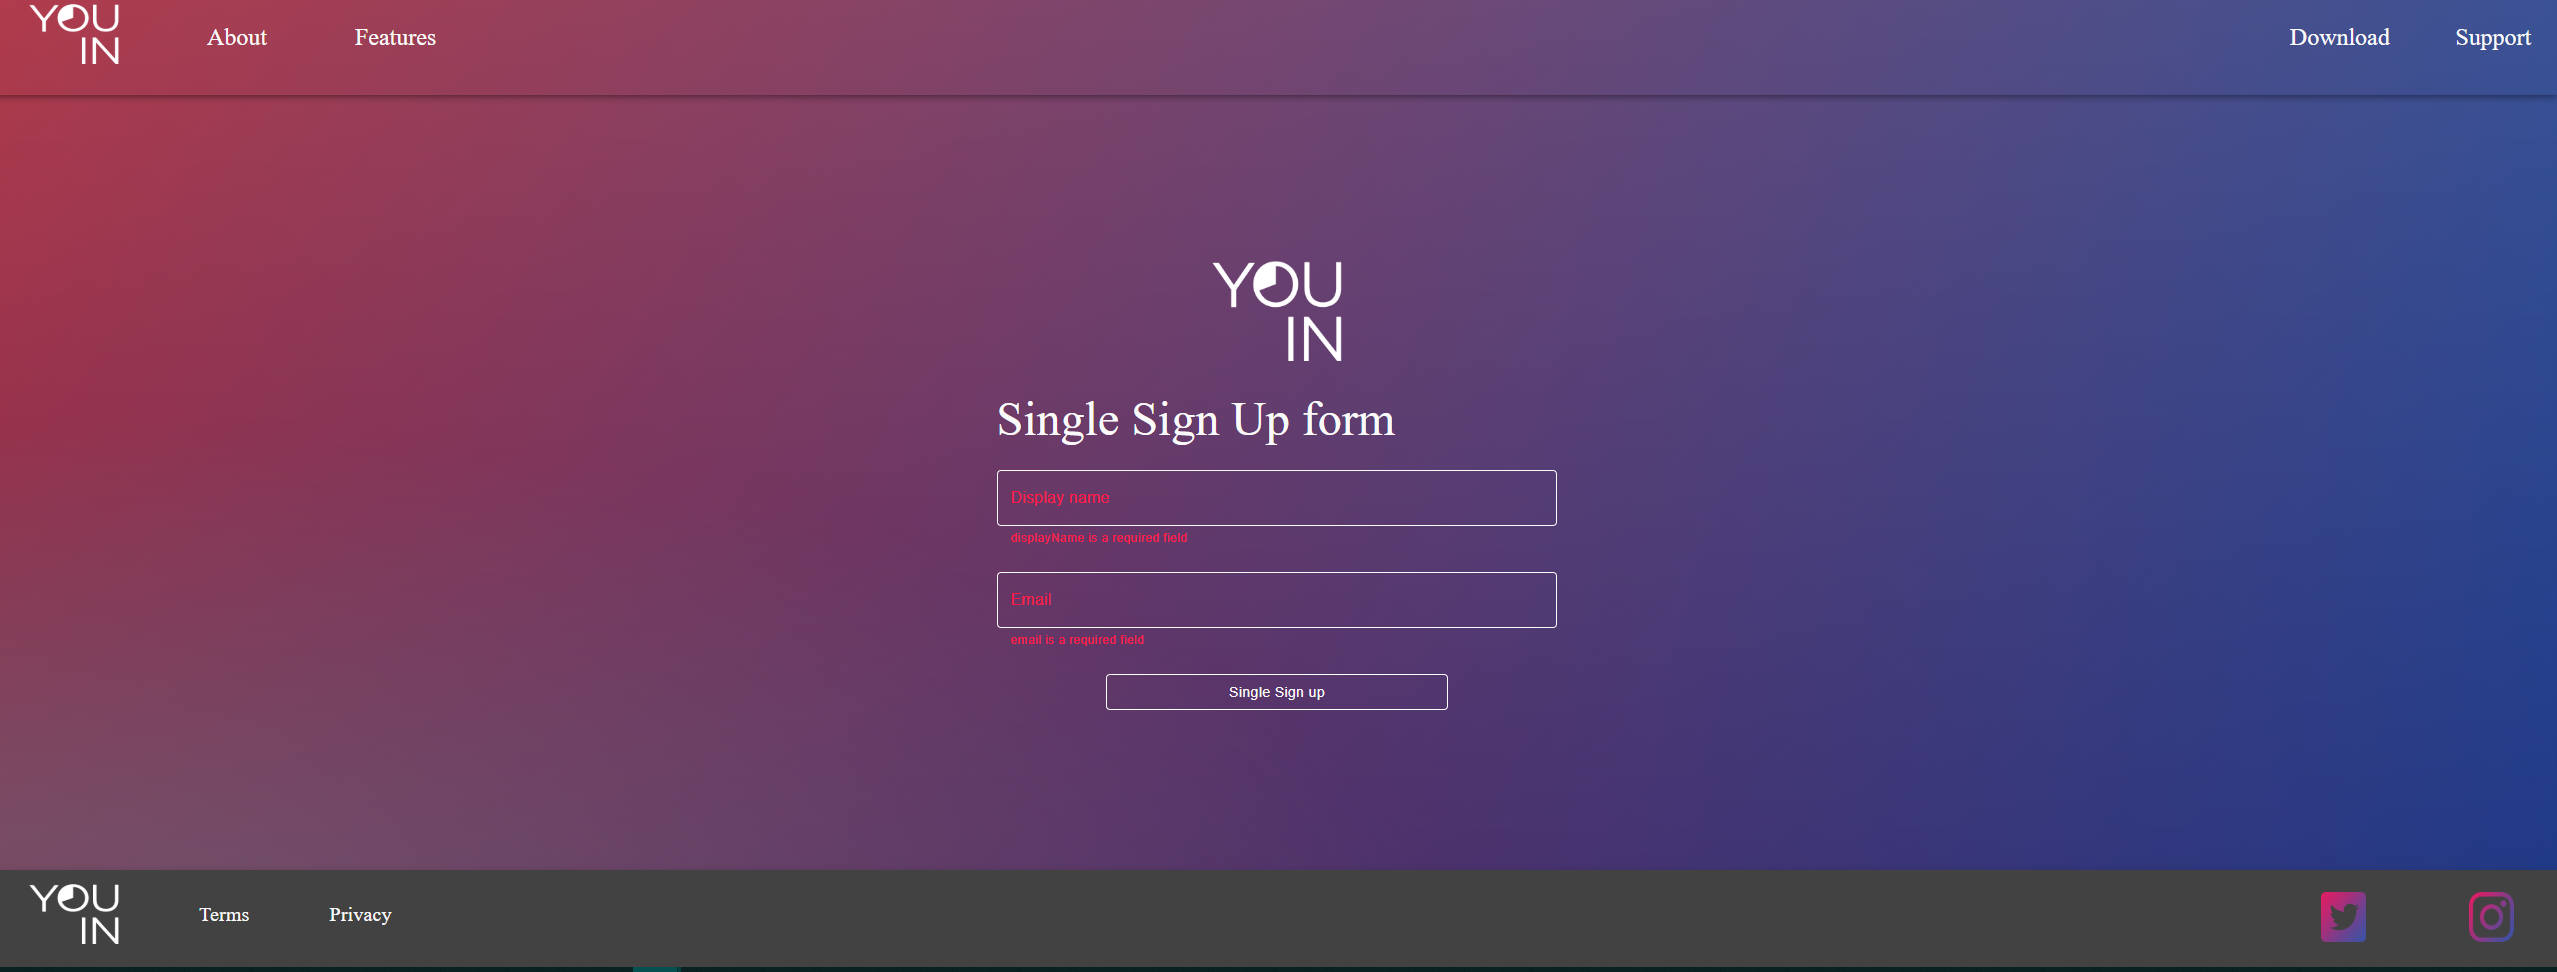 YOU
IN
About
Features
Download
Support
YOU
IN
Single Sign Up form
Display name
displayName is a required field
Email
email is a required field
Single Sign up
YOU
IN
Terms
Privacy